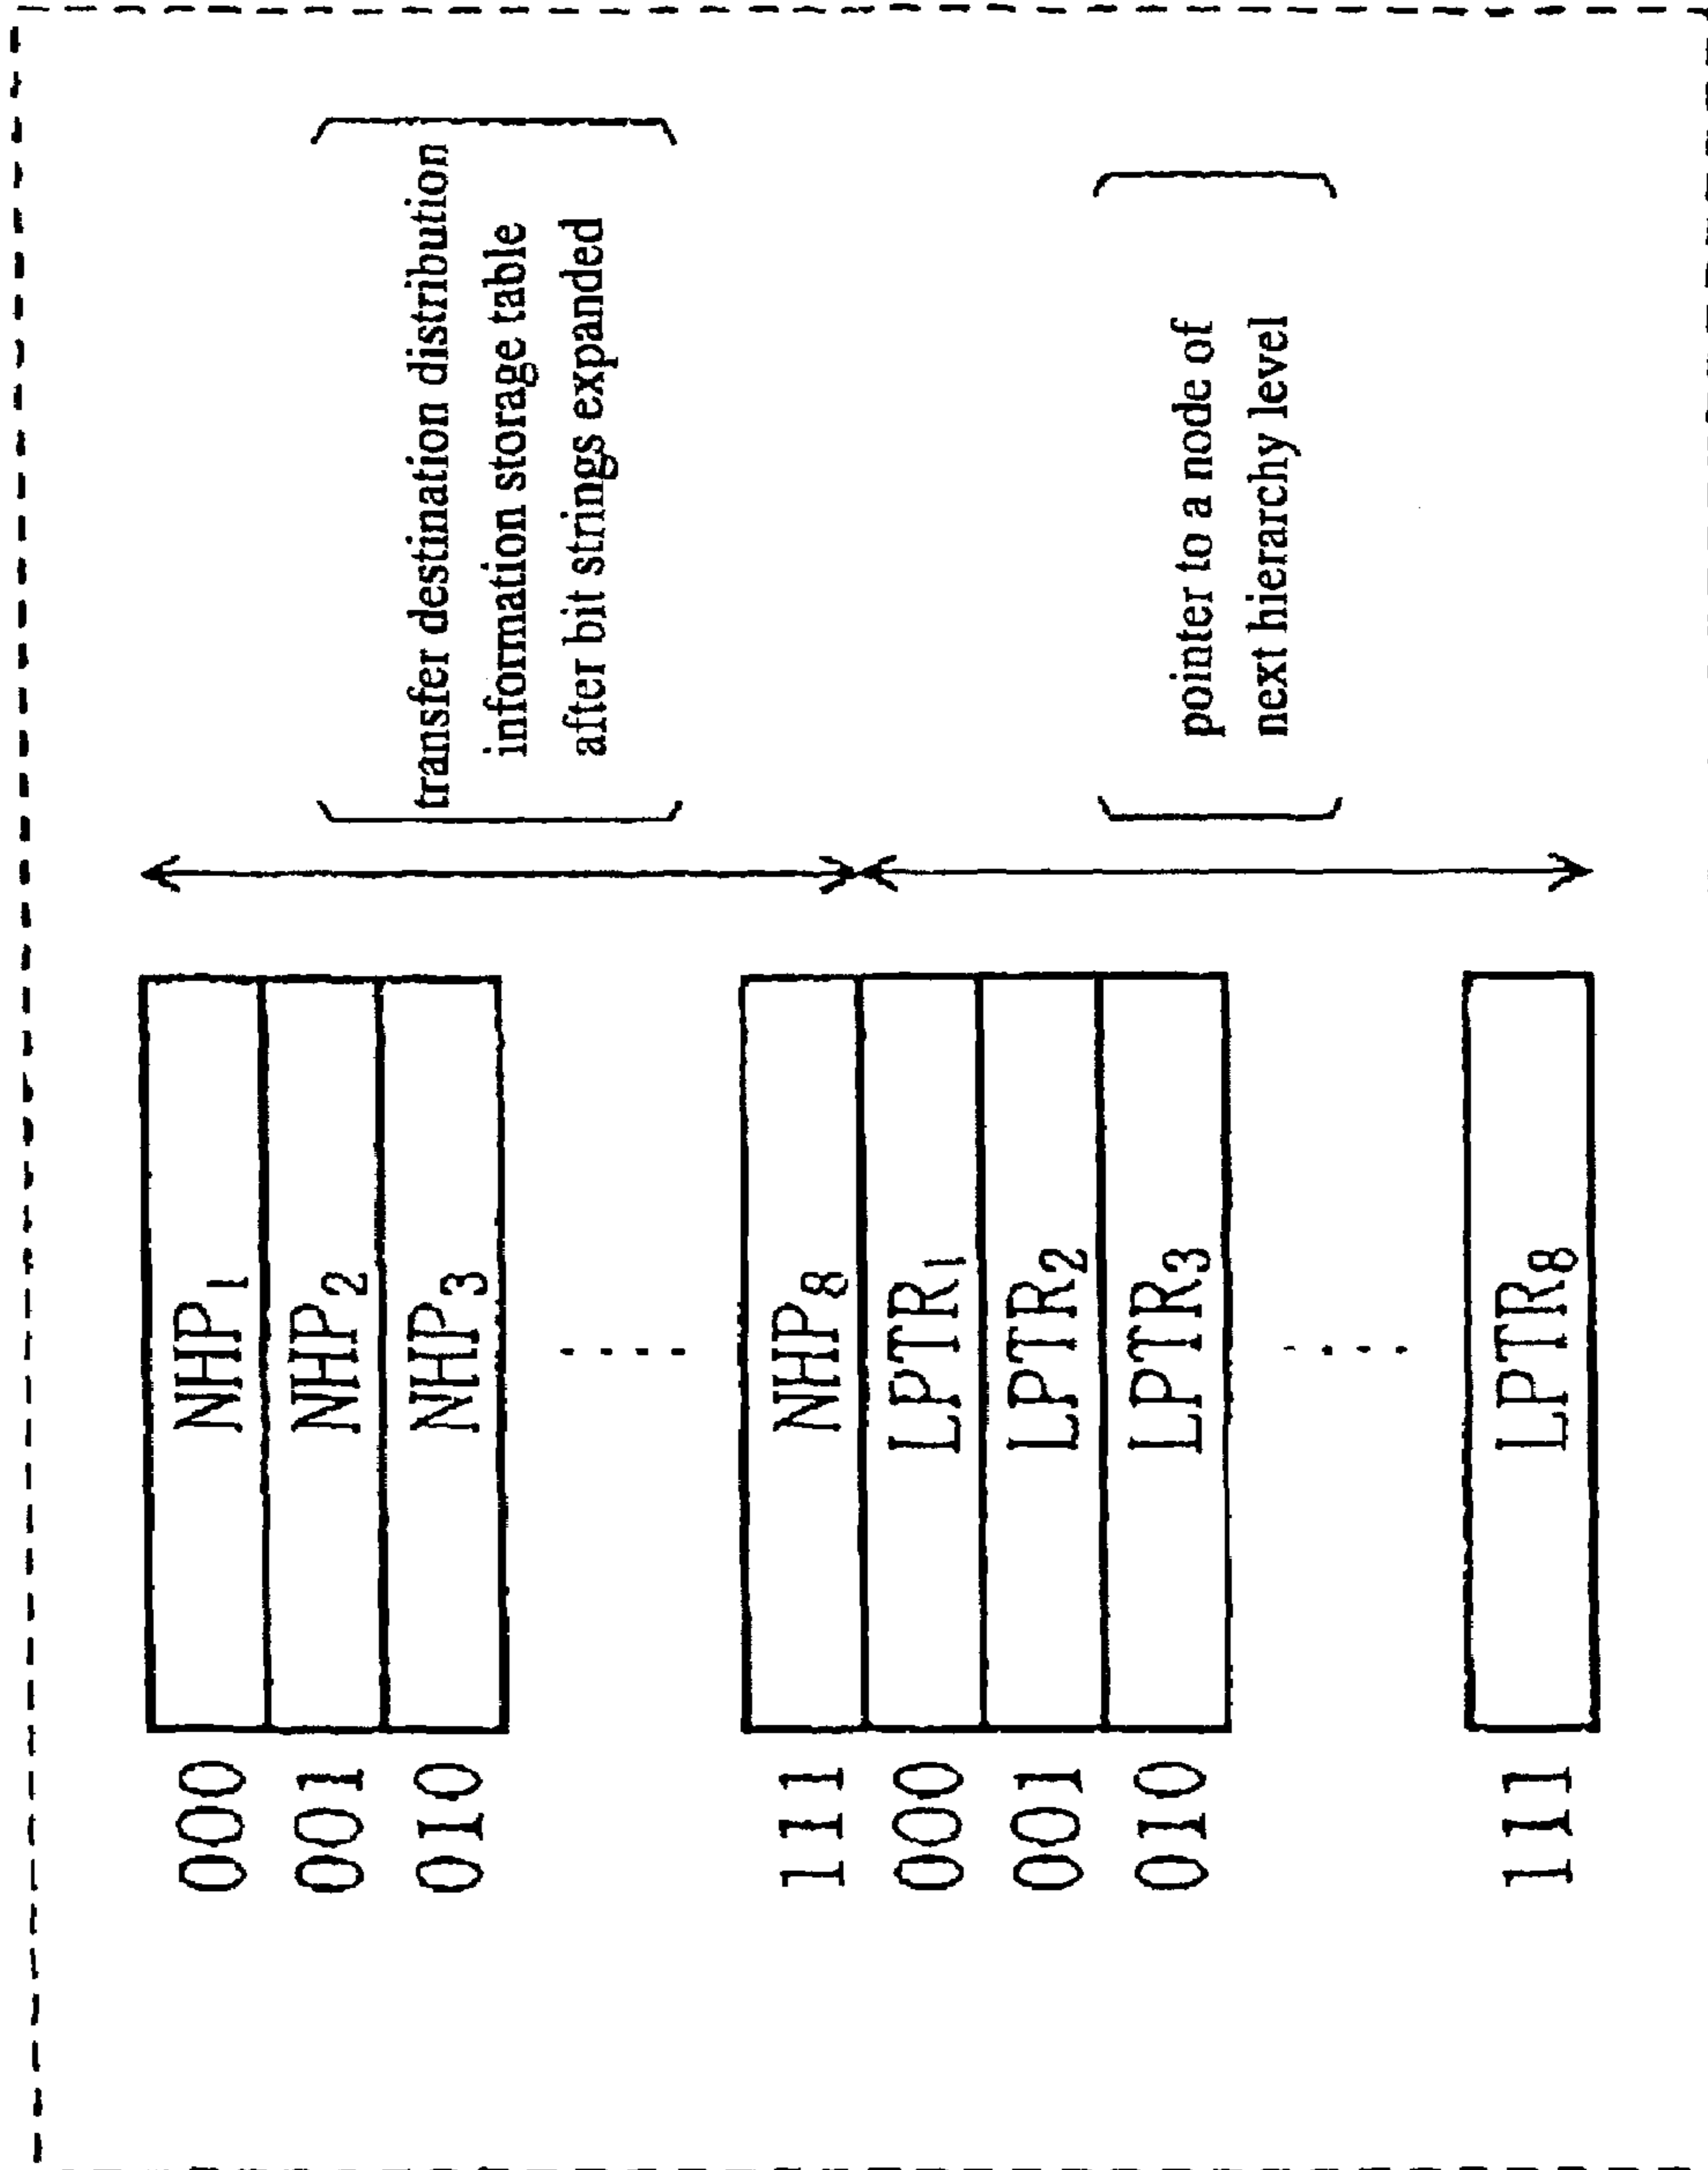 000 NHP1
001 NHP2
010 NHP3
....
111 NHP8
transfer destination distribution
information storage table
after bit strings expanded
000 LPTR1
001 LPTR2
010 LPTR3
....
111 LPTR8
pointer to a node of
next hierarchy level